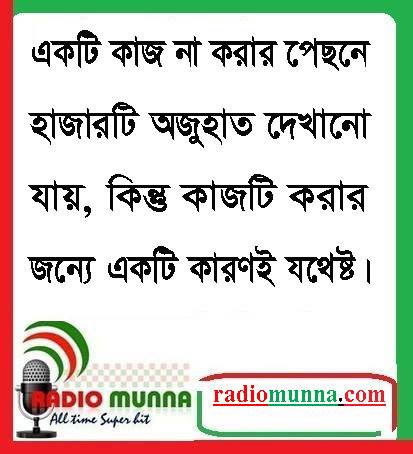 একটি কাজ না করার পেছনে
হাজারটি অজুহাত দেখানো
যায়, কিন্তু কাজটি করার
জন্যে একটি কারণই যথেষ্ট।
RADIO MUNNA
All time Super hit
radiomunna.com